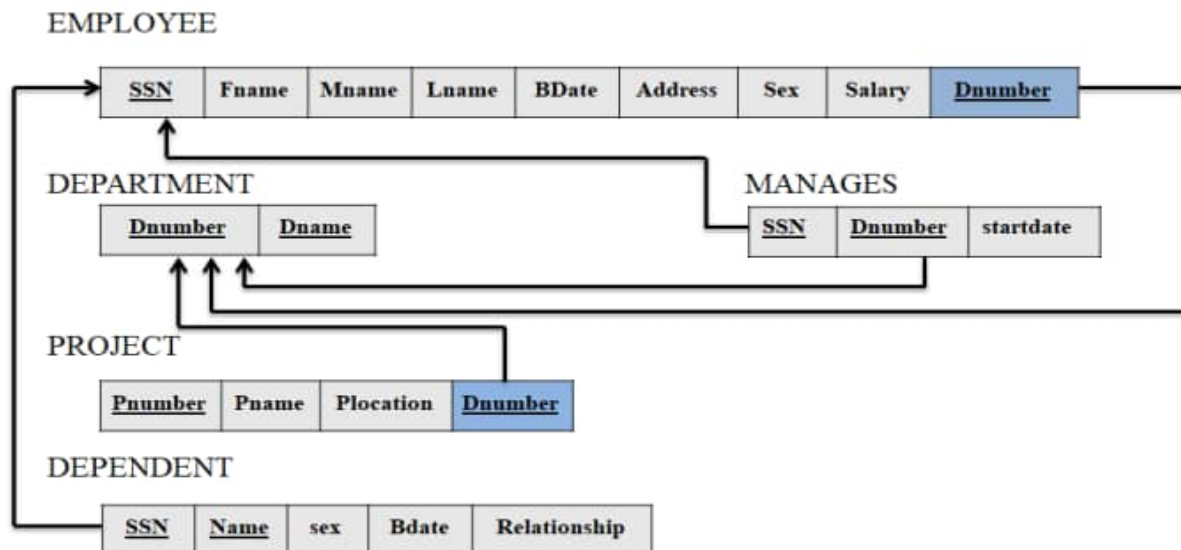 EMPLOYEE
SSN Fname Mname Lname BDate Address Sex Salary Dnumber
DEPARTMENT MANAGES
Dnumber Dname SSN Dnumber startdate
PROJECT
Pnumber Pname Plocation Dnumber
DEPENDENT
SSN Name sex Bdate Relationship